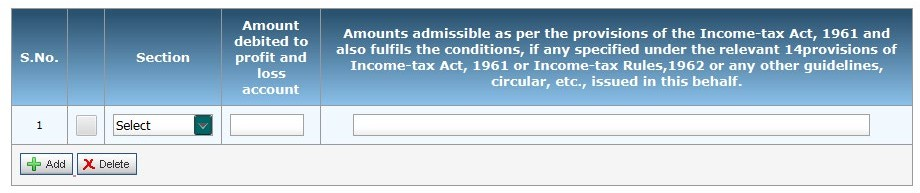 S.No.
Section
Amount
debited to
profit and
loss
account
Amounts admissible as per the provisions of the Income-tax Act, 1961 and
also fulfils the conditions, if any specified under the relevant 14provisions of
Income-tax Act, 1961 or Income-tax Rules,1962 or any other guidelines,
circular, etc., issued in this behalf.
1
Select
Add
Delete